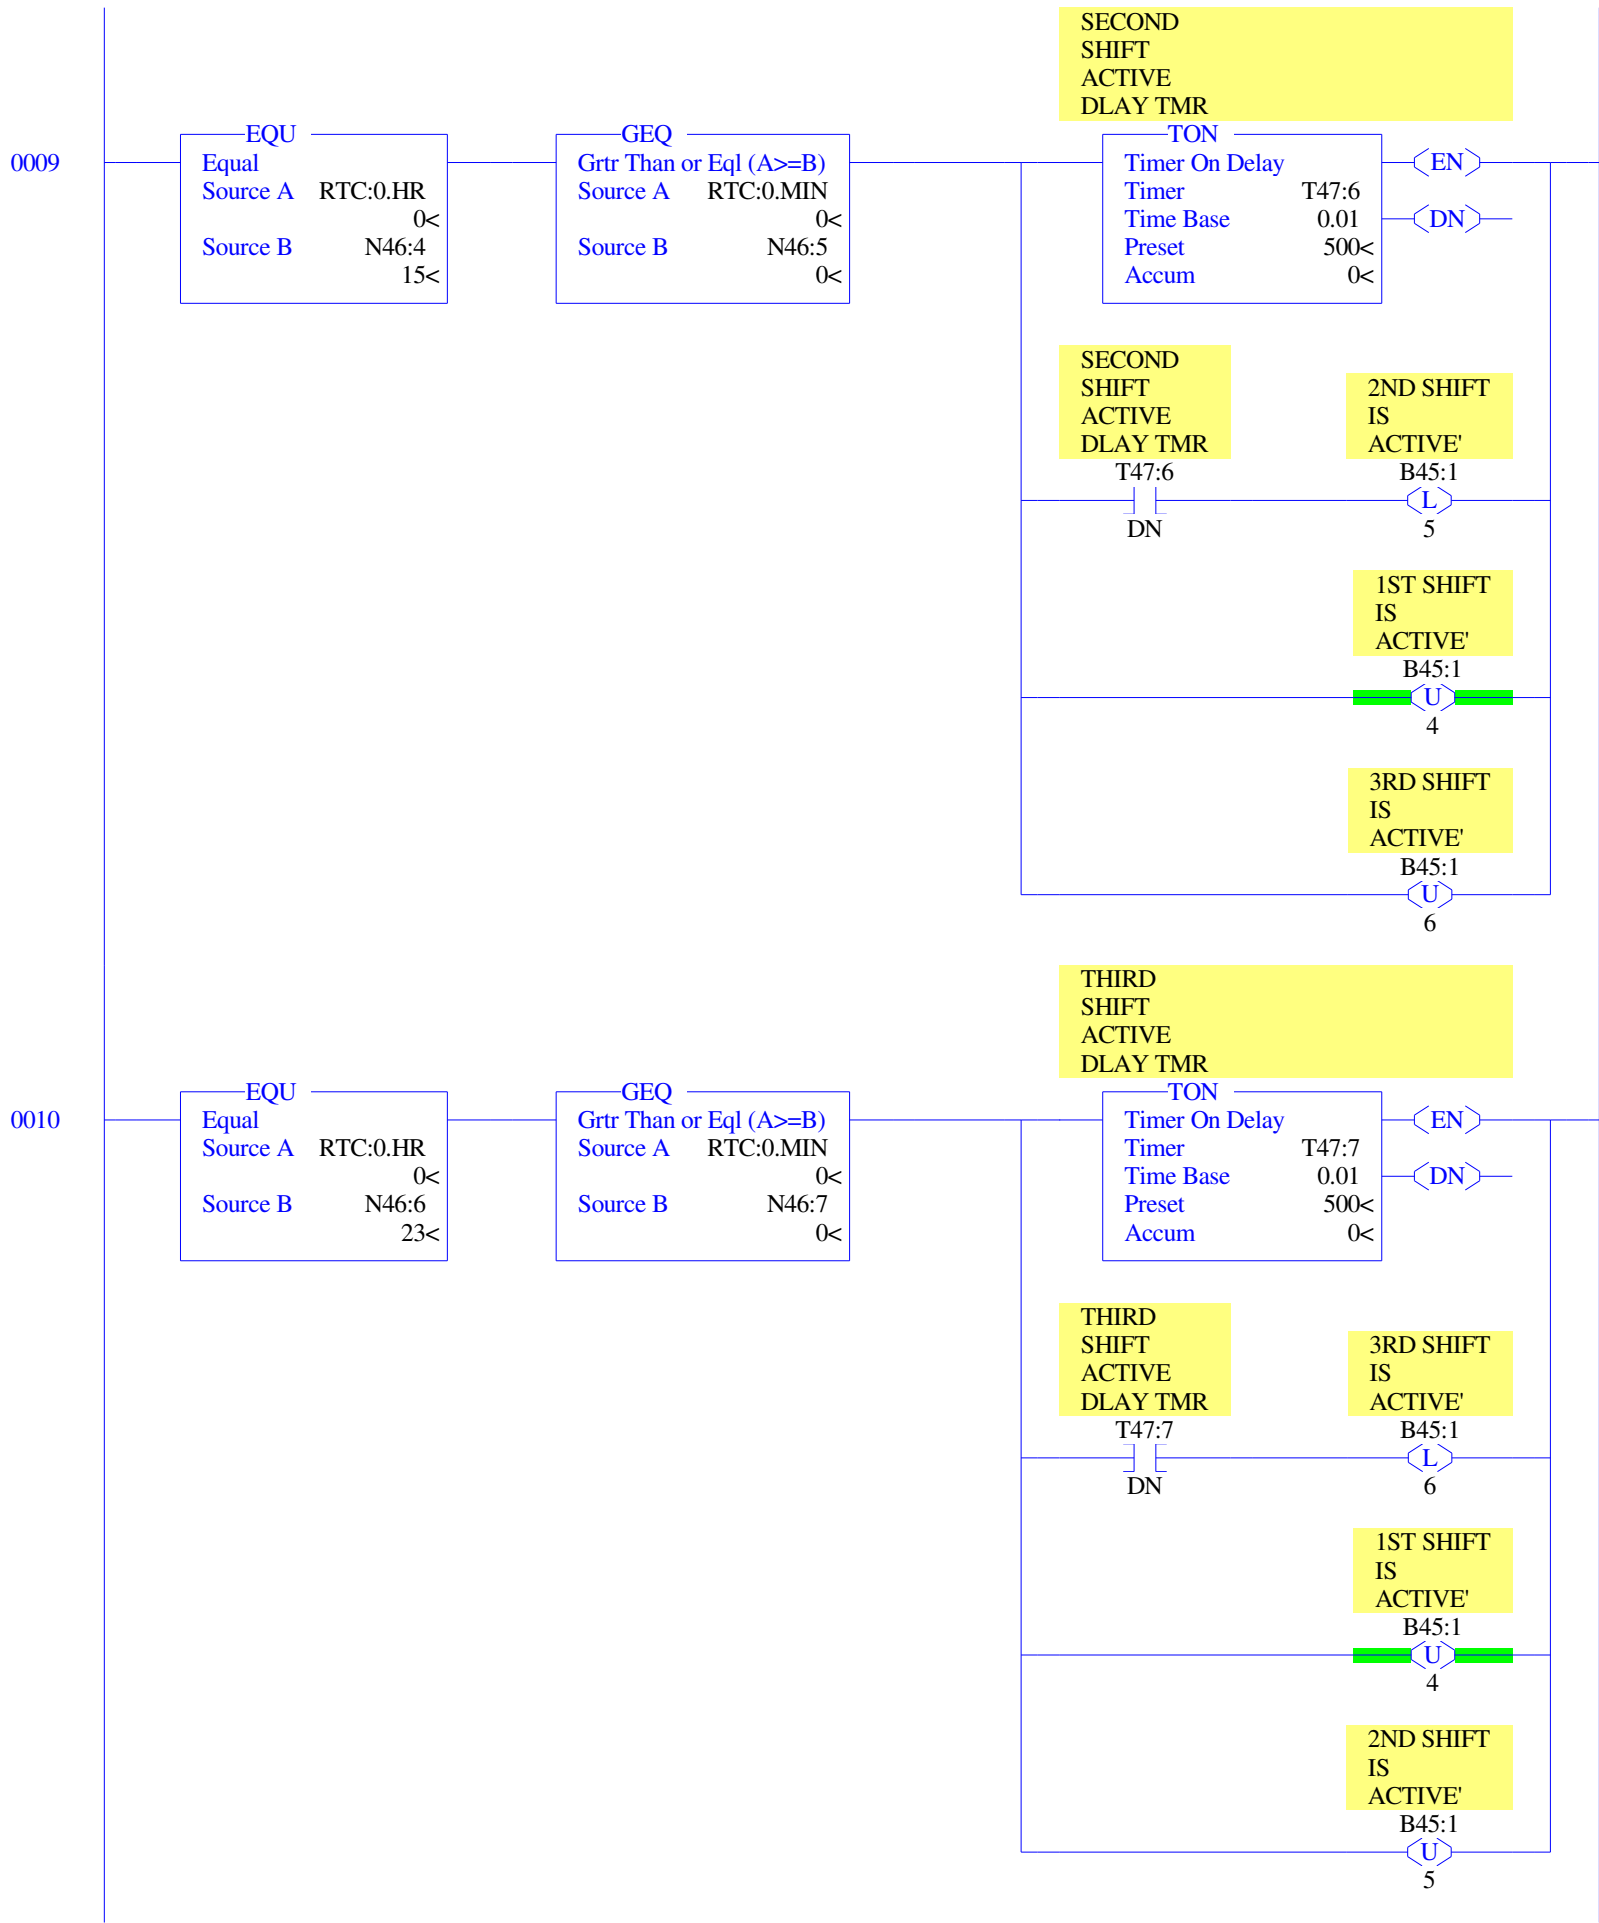 SECOND
SHIFT
ACTIVE
DLAY TMR
0009
EQU
Equal
Source A RTC:0.HR
0<
Source B N46:4
15<
GEQ
Grtr Than or Eql (A>=B)
Source A RTC:0.MIN
0<
Source B N46:5
0<
TON
Timer On Delay
Timer T47:6
Time Base 0.01
Preset 500<
Accum 0<
EN
DN
SECOND
SHIFT
ACTIVE
DLAY TMR
T47:6
DN
2ND SHIFT
IS
ACTIVE'
B45:1
L
5
1ST SHIFT
IS
ACTIVE'
B45:1
U
4
3RD SHIFT
IS
ACTIVE'
B45:1
U
6
THIRD
SHIFT
ACTIVE
DLAY TMR
0010
EQU
Equal
Source A RTC:0.HR
0<
Source B N46:6
23<
GEQ
Grtr Than or Eql (A>=B)
Source A RTC:0.MIN
0<
Source B N46:7
0<
TON
Timer On Delay
Timer T47:7
Time Base 0.01
Preset 500<
Accum 0<
EN
DN
THIRD
SHIFT
ACTIVE
DLAY TMR
T47:7
DN
3RD SHIFT
IS
ACTIVE'
B45:1
L
6
1ST SHIFT
IS
ACTIVE'
B45:1
U
4
2ND SHIFT
IS
ACTIVE'
B45:1
U
5